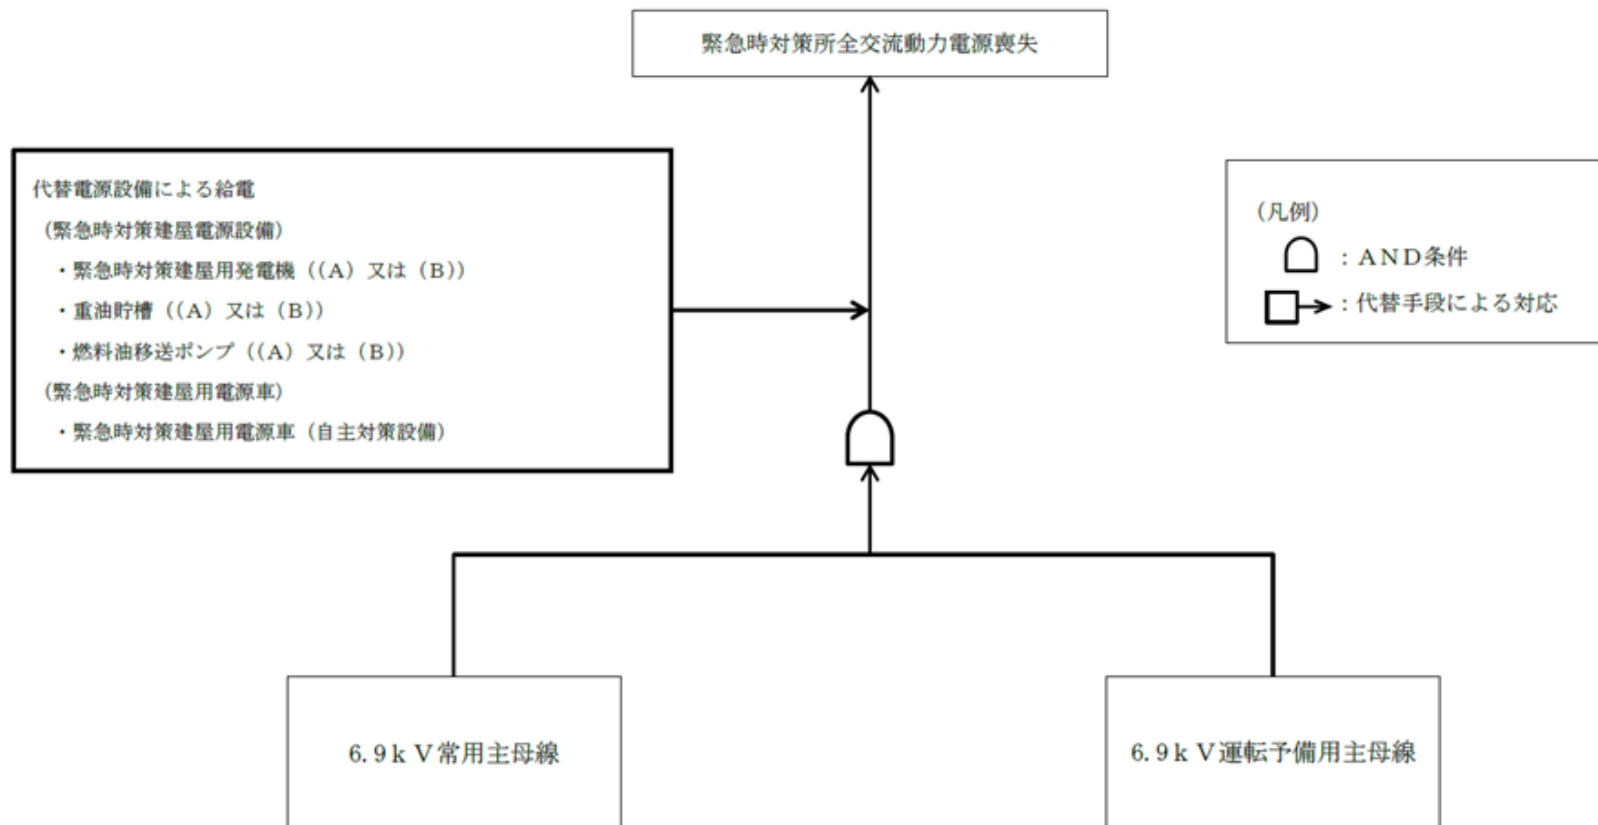 緊急時対策所全交流動力電源喪失
代替電源設備による給電
(緊急時対策建屋電源設備)
・緊急時対策建屋用発電機((A)又は(B))
・重油貯槽((A)又は(B))
・燃料油移送ポンプ((A)又は(B))
(緊急時対策建屋用電源車)
・緊急時対策建屋用電源車(自主対策設備)
(凡例)
:AND条件
:代替手段による対応
6.9kV常用主母線
6.9kV運転予備用主母線